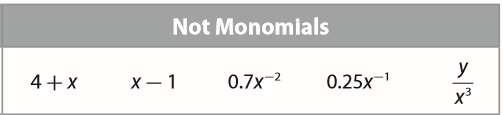 Not Monomials
4 + x x − 1 0.7x⁻² 0.25x⁻¹ y/x³